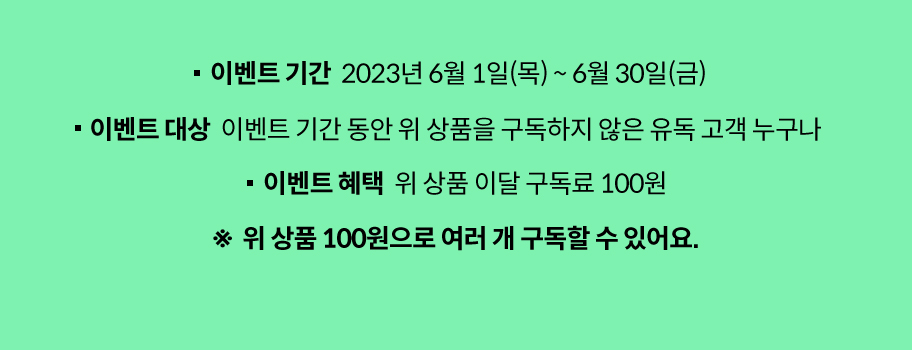 ▪ 이벤트 기간 2023년 6월 1일(목) ~ 6월 30일(금)
▪ 이벤트 대상 이벤트 기간 동안 위 상품을 구독하지 않은 유독 고객 누구나
▪ 이벤트 혜택 위 상품 이달 구독료 100원
※ 위 상품 100원으로 여러 개 구독할 수 있어요.